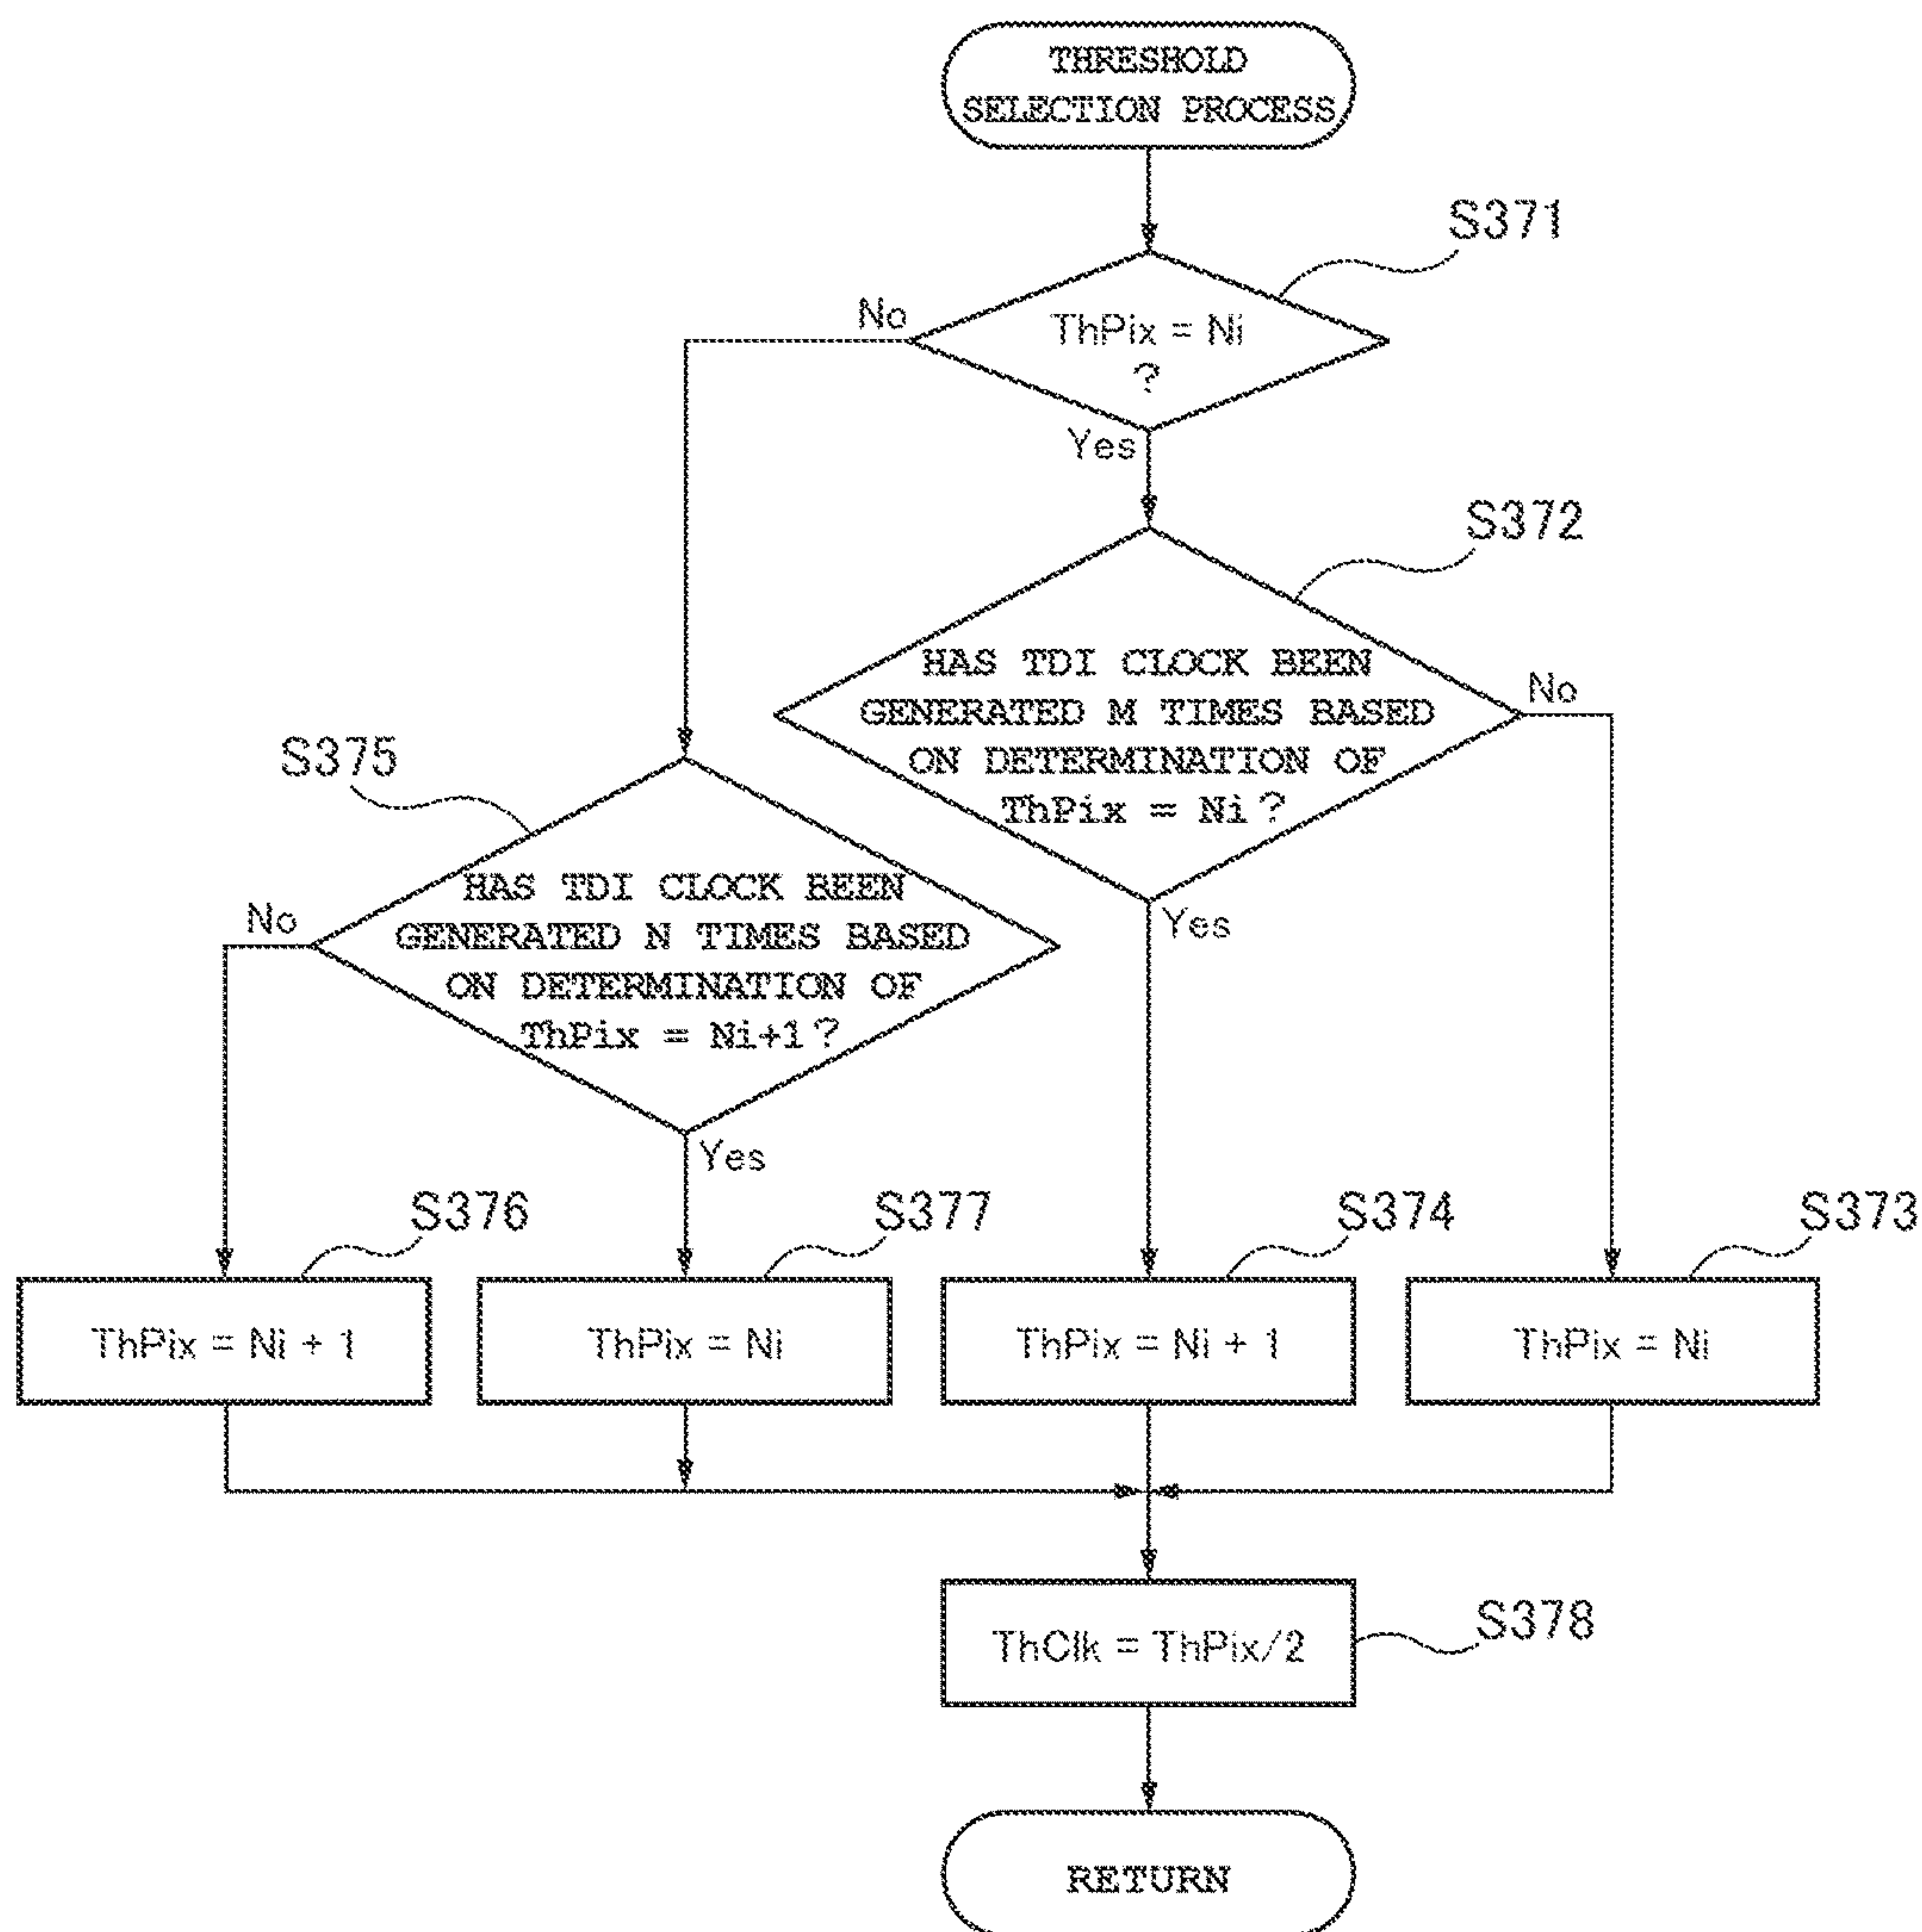 THRESHOLD
SELECTION PROCESS
S371
ThPix = Ni
?
No
Yes
S372
HAS TDI CLOCK BEEN
GENERATED M TIMES BASED
ON DETERMINATION OF
ThPix = Ni?
No
Yes
S375
HAS TDI CLOCK BEEN
GENERATED N TIMES BASED
ON DETERMINATION OF
ThPix = Ni+1?
No
Yes
S376
ThPix = Ni + 1
S377
ThPix = Ni
S374
ThPix = Ni + 1
S373
ThPix = Ni
S378
ThClk = ThPix/2
RETURN